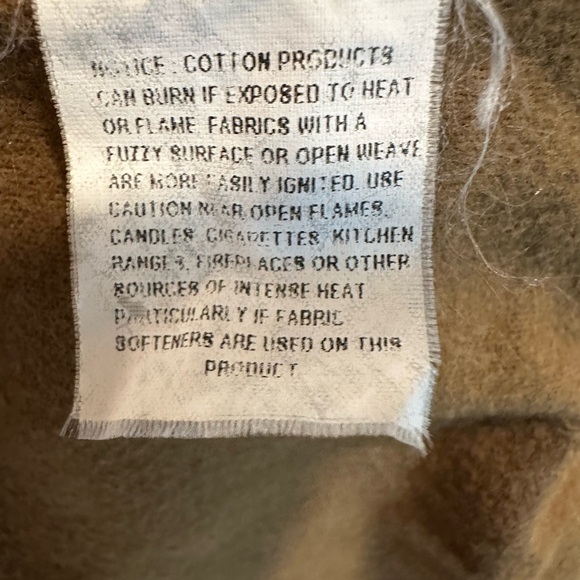 NOTICE: COTTON PRODUCTS
CAN BURN IF EXPOSED TO HEAT
OR FLAME. FABRICS WITH A
FUZZY SURFACE OR OPEN WEAVE
ARE MORE EASILY IGNITED. USE
CAUTION NEAR OPEN FLAMES,
CANDLES, CIGARETTES, KITCHEN
RANGES, FIREPLACES OR OTHER
SOURCES OF INTENSE HEAT
PARTICULARLY IF FABRIC
SOFTENERS ARE USED ON THIS
PRODUCT